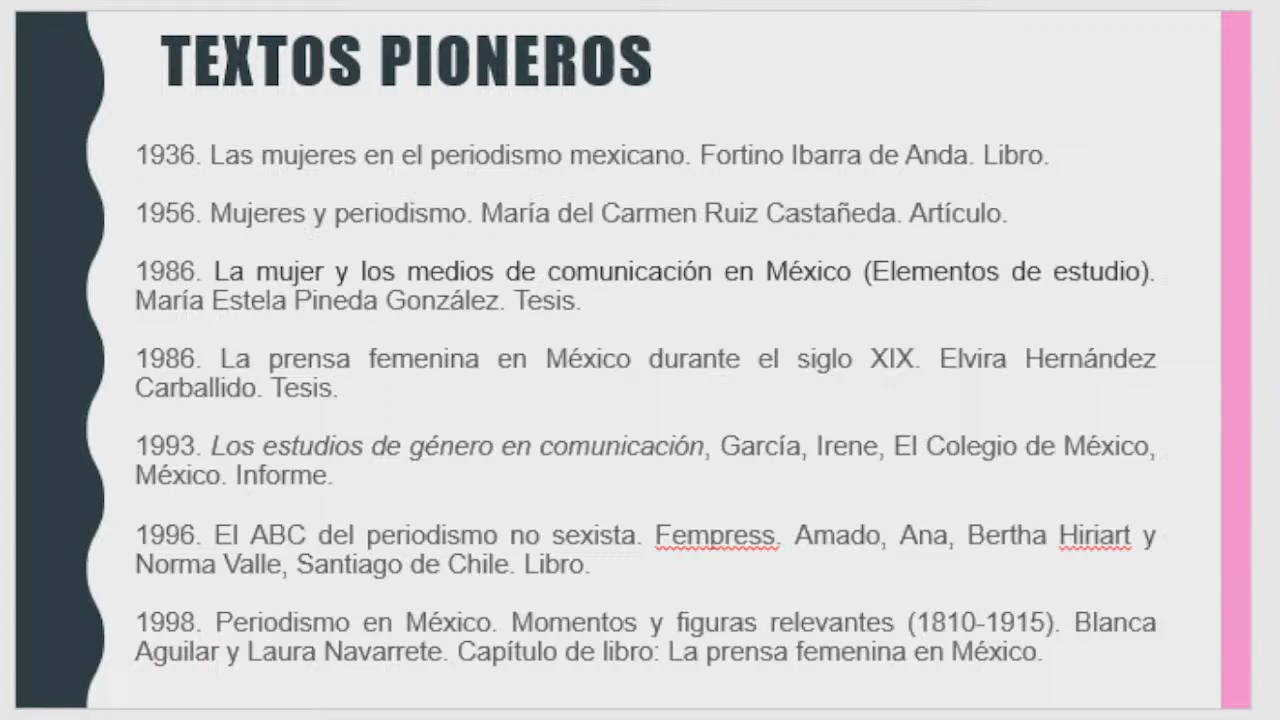 TEXTOS PIONEROS
1936. Las mujeres en el periodismo mexicano. Fortino Ibarra de Anda. Libro.
1956. Mujeres y periodismo. María del Carmen Ruiz Castañeda. Artículo.
1986. La mujer y los medios de comunicación en México (Elementos de estudio).
María Estela Pineda González. Tesis.
1986. La prensa femenina en México durante el siglo XIX. Elvira Hernández
Carballido. Tesis.
1993. Los estudios de género en comunicación, García, Irene, El Colegio de México,
México. Informe.
1996. El ABC del periodismo no sexista. Fempress. Amado, Ana, Bertha Hiriart y
Norma Valle, Santiago de Chile. Libro.
1998. Periodismo en México. Momentos y figuras relevantes (1810-1915). Blanca
Aguilar y Laura Navarrete. Capítulo de libro: La prensa femenina en México.